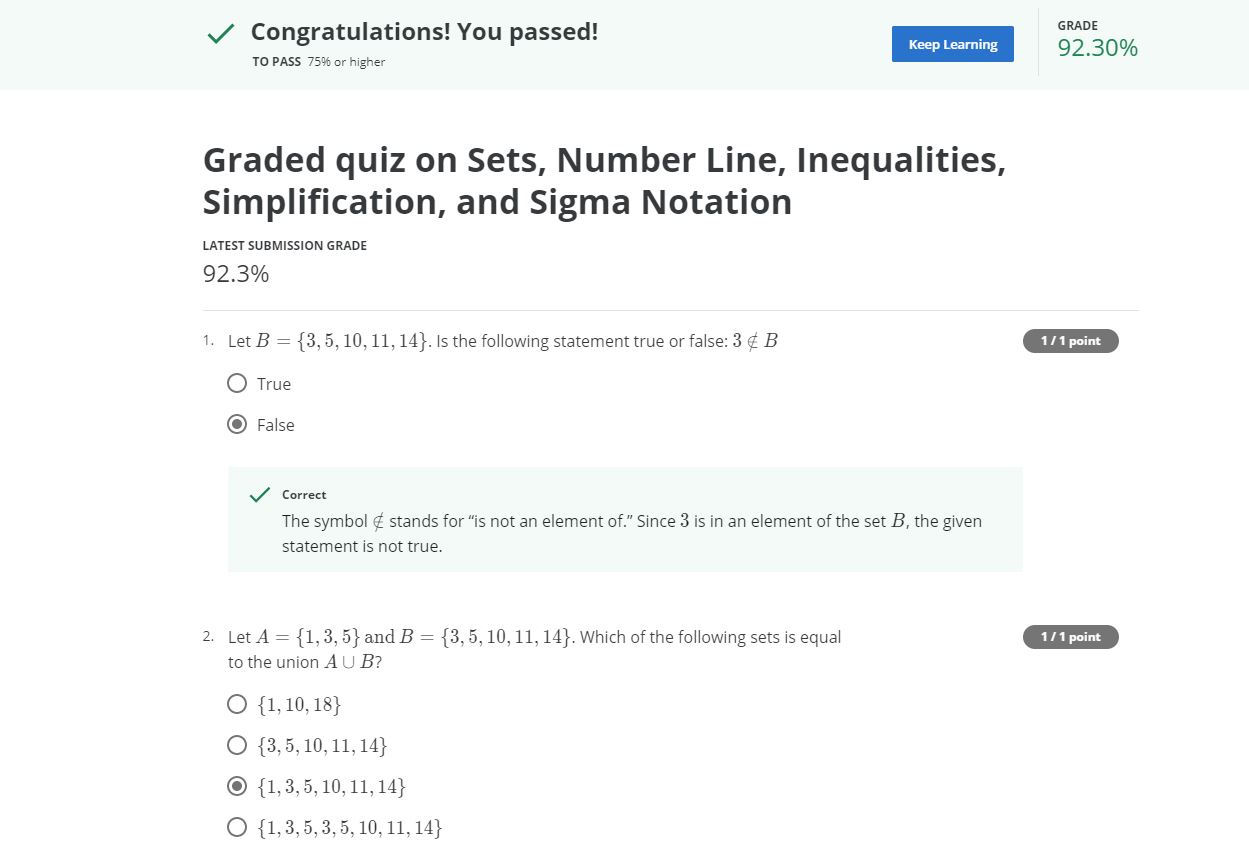 Congratulations! You passed!
TO PASS 75% or higher
Keep Learning
GRADE
92.30%
Graded quiz on Sets, Number Line, Inequalities,
Simplification, and Sigma Notation
LATEST SUBMISSION GRADE
92.3%
1. Let B = {3, 5, 10, 11, 14}. Is the following statement true or false: 3 ∉ B
1 / 1 point
True
False
Correct
The symbol ∉ stands for “is not an element of.” Since 3 is in an element of the set B, the given
statement is not true.
2. Let A = {1, 3, 5} and B = {3, 5, 10, 11, 14}. Which of the following sets is equal
1 / 1 point
to the union A ∪ B?
{1, 10, 18}
{3, 5, 10, 11, 14}
{1, 3, 5, 10, 11, 14}
{1, 3, 5, 3, 5, 10, 11, 14}